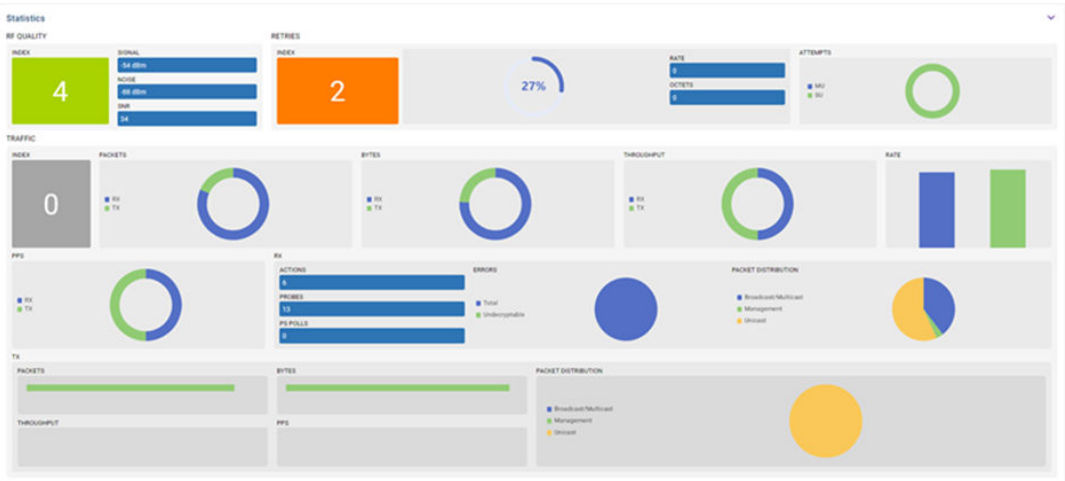 Statistics
RF QUALITY
RETRIES
INDEX
SIGNAL
-54 dBm
NOISE
-88 dBm
SNR
34
4
INDEX
2
27%
RATE
0
OCTETS
0
ATTEMPTS
MU
SU
TRAFFIC
INDEX
0
PACKETS
RX
TX
BYTES
RX
TX
THROUGHPUT
RX
TX
RATE
PPS
RX
TX
RX
ACTIONS
6
PROBES
13
PS POLLS
0
ERRORS
Total
Undecryptable
PACKET DISTRIBUTION
Broadcast/Multicast
Management
Unicast
TX
PACKETS
BYTES
THROUGHPUT
PPS
PACKET DISTRIBUTION
Broadcast/Multicast
Management
Unicast